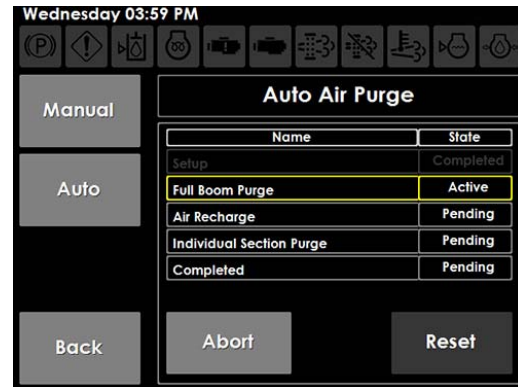 Wednesday 03:59 PM
Manual
Auto
Back
Auto Air Purge
Name State
Setup Completed
Full Boom Purge Active
Air Recharge Pending
Individual Section Purge Pending
Completed Pending
Abort Reset